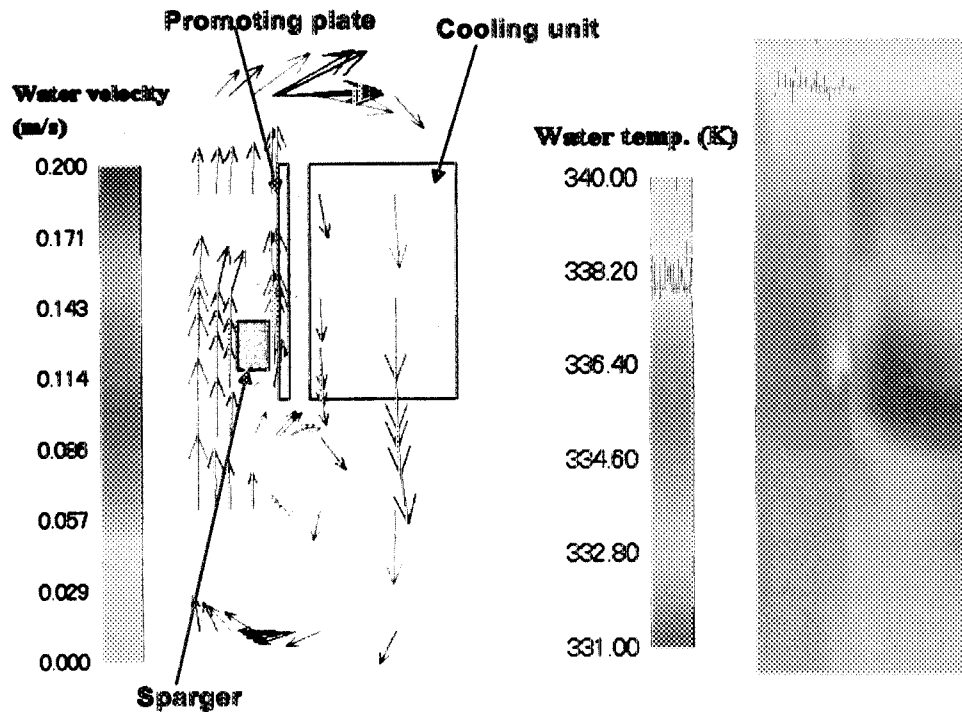 Promoting plate
Cooling unit
Water velocity
(m/s)
0.200
0.171
0.143
0.114
0.086
0.057
0.029
0.000
Water temp. (K)
340.00
338.20
336.40
334.60
332.80
331.00
Sparger